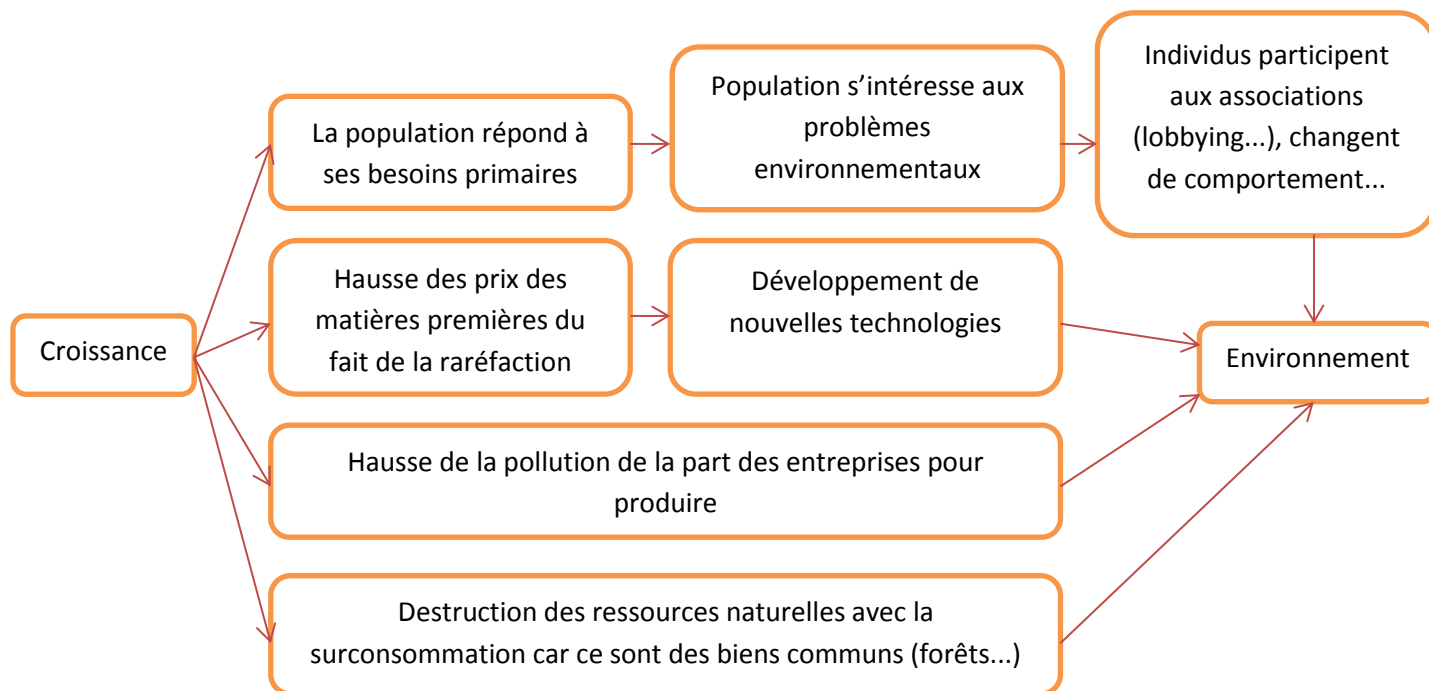 Croissance
La population répond à
ses besoins primaires
Population s’intéresse aux
problèmes
environnementaux
Individus participent
aux associations
(lobbying...), changent
de comportement...
Hausse des prix des
matières premières du
fait de la raréfaction
Développement de
nouvelles technologies
Environnement
Hausse de la pollution de la part des entreprises pour
produire
Destruction des ressources naturelles avec la
surconsommation car ce sont des biens communs (forêts...)